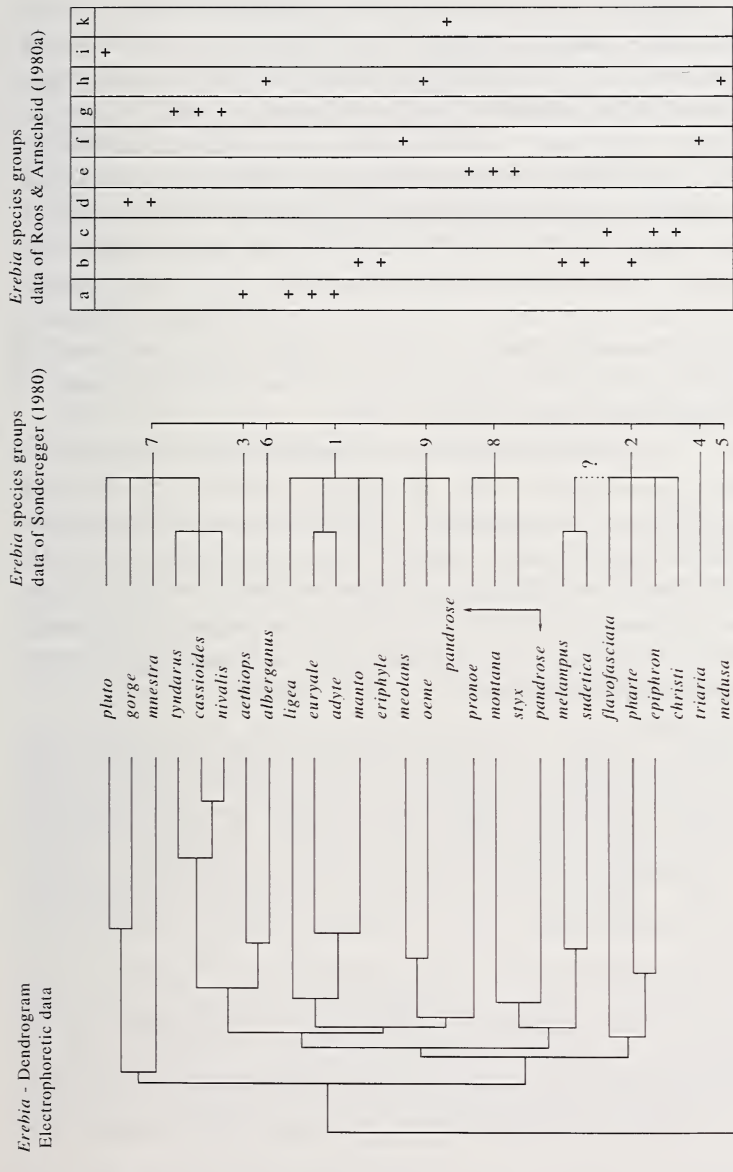 Erebia - Dendrogram
Electrophoretic data
Erebia species groups
data of Sonderegger (1980)
Erebia species groups
data of Roos & Arnscheid (1980a)
a b c d e f g h i k
pluto +
gorge +
mnestra 7 +
tyndarus +
cassioides +
nivalis +
aethiops 3 +
alberganus 6 +
ligea +
euryale 1 +
adyte +
manto +
eriphyle +
meolans +
oeme 9 +
pandrose +
pronoe +
montana 8 +
styx +
pandrose
melampus +
sudetica ? +
flavofasciata +
pharte 2 +
epiphron +
christi +
triaria 4 +
medusa 5 +